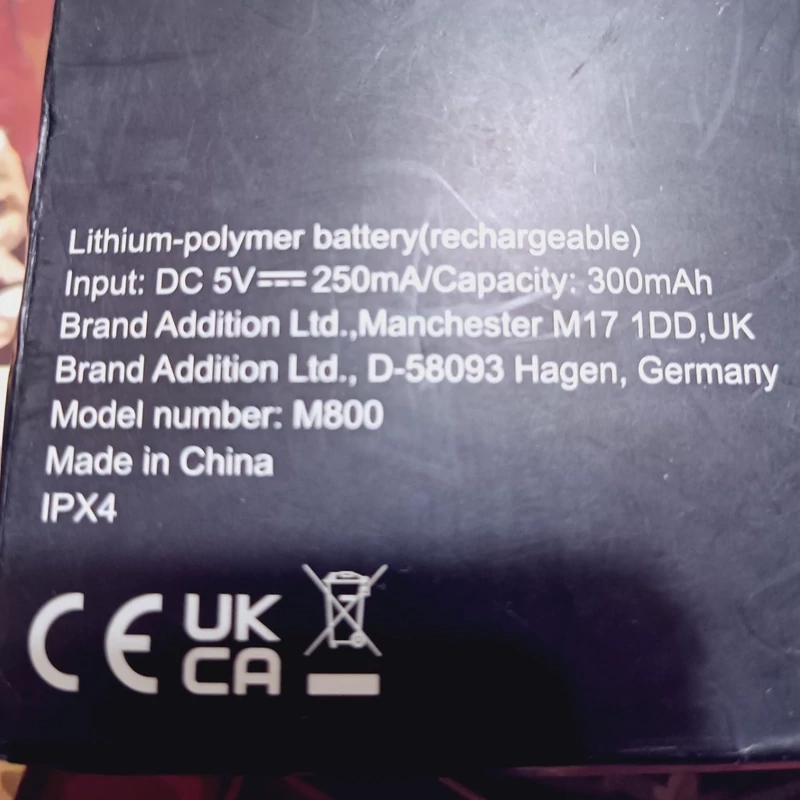 Lithium-polymer battery(rechargeable)
Input: DC 5V⎓250mA/Capacity: 300mAh
Brand Addition Ltd.,Manchester M17 1DD,UK
Brand Addition Ltd., D-58093 Hagen, Germany
Model number: M800
Made in China
IPX4
CE UK
CA